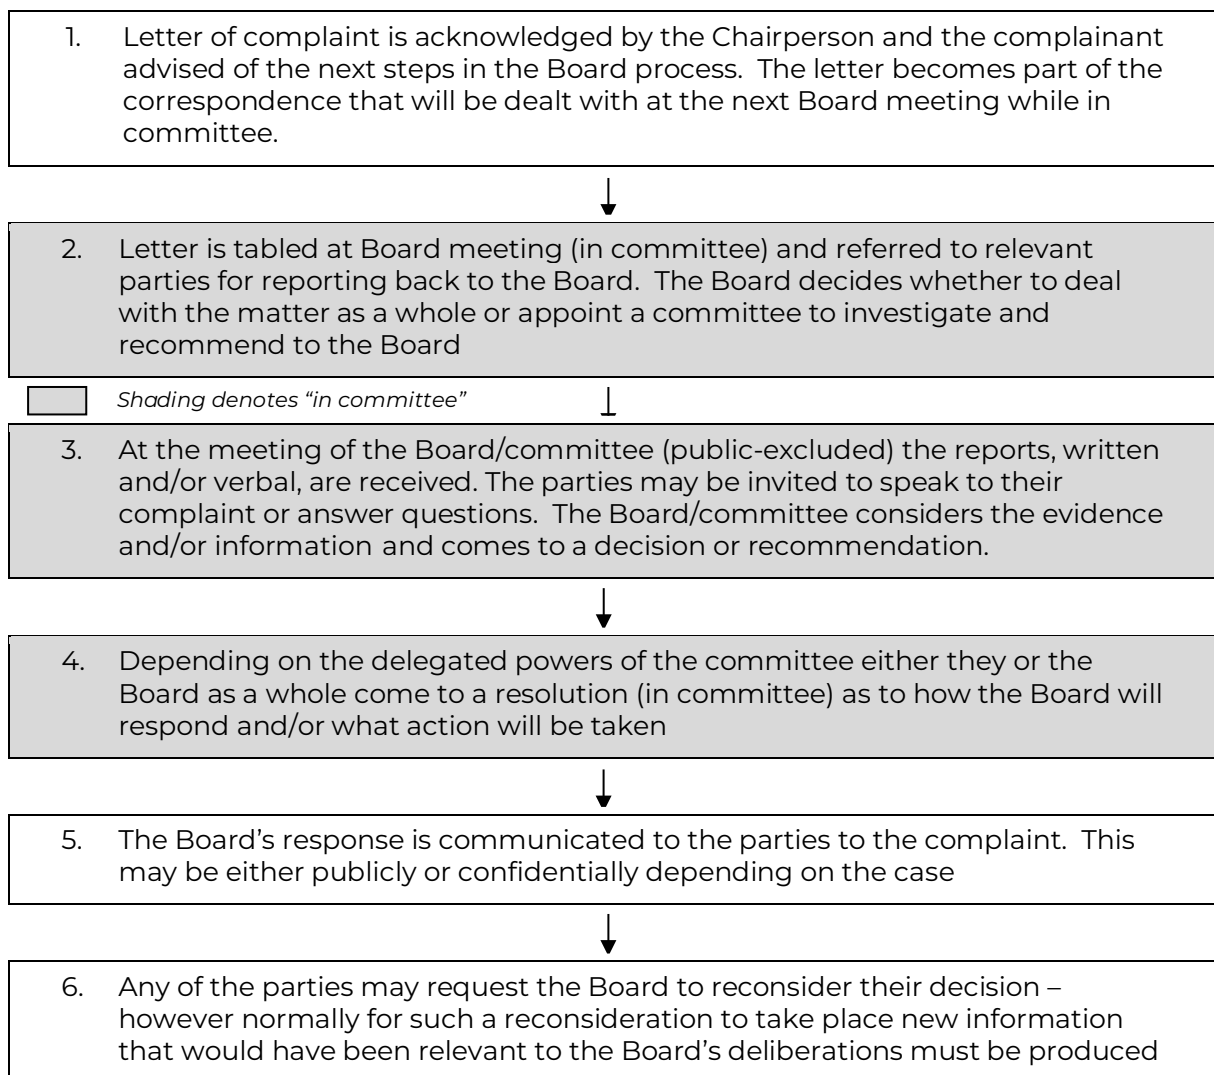 1. Letter of complaint is acknowledged by the Chairperson and the complainant
advised of the next steps in the Board process.  The letter becomes part of the
correspondence that will be dealt with at the next Board meeting while in
committee.
2. Letter is tabled at Board meeting (in committee) and referred to relevant
parties for reporting back to the Board.  The Board decides whether to deal
with the matter as a whole or appoint a committee to investigate and
recommend to the Board
Shading denotes “in committee”
3. At the meeting of the Board/committee (public-excluded) the reports, written
and/or verbal, are received. The parties may be invited to speak to their
complaint or answer questions.  The Board/committee considers the evidence
and/or information and comes to a decision or recommendation.
4. Depending on the delegated powers of the committee either they or the
Board as a whole come to a resolution (in committee) as to how the Board will
respond and/or what action will be taken
5. The Board’s response is communicated to the parties to the complaint.  This
may be either publicly or confidentially depending on the case
6. Any of the parties may request the Board to reconsider their decision –
however normally for such a reconsideration to take place new information
that would have been relevant to the Board’s deliberations must be produced